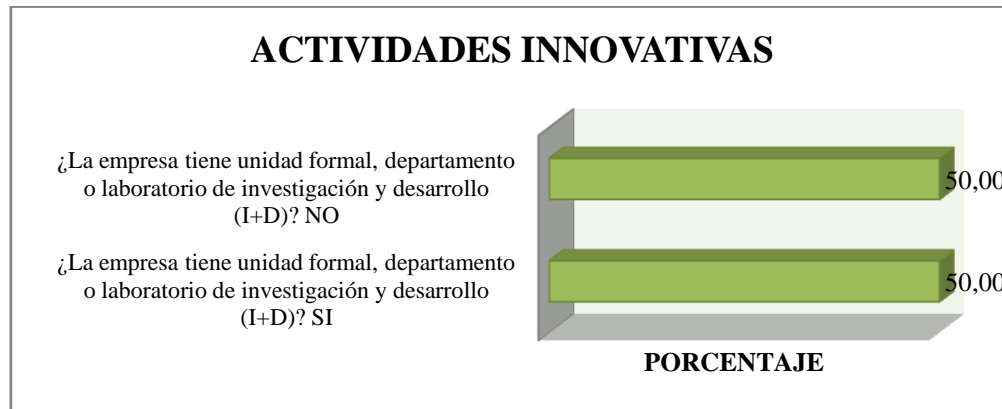 ACTIVIDADES INNOVATIVAS
¿La empresa tiene unidad formal, departamento
o laboratorio de investigación y desarrollo
(I+D)? NO
50,00
¿La empresa tiene unidad formal, departamento
o laboratorio de investigación y desarrollo
(I+D)? SI
50,00
PORCENTAJE